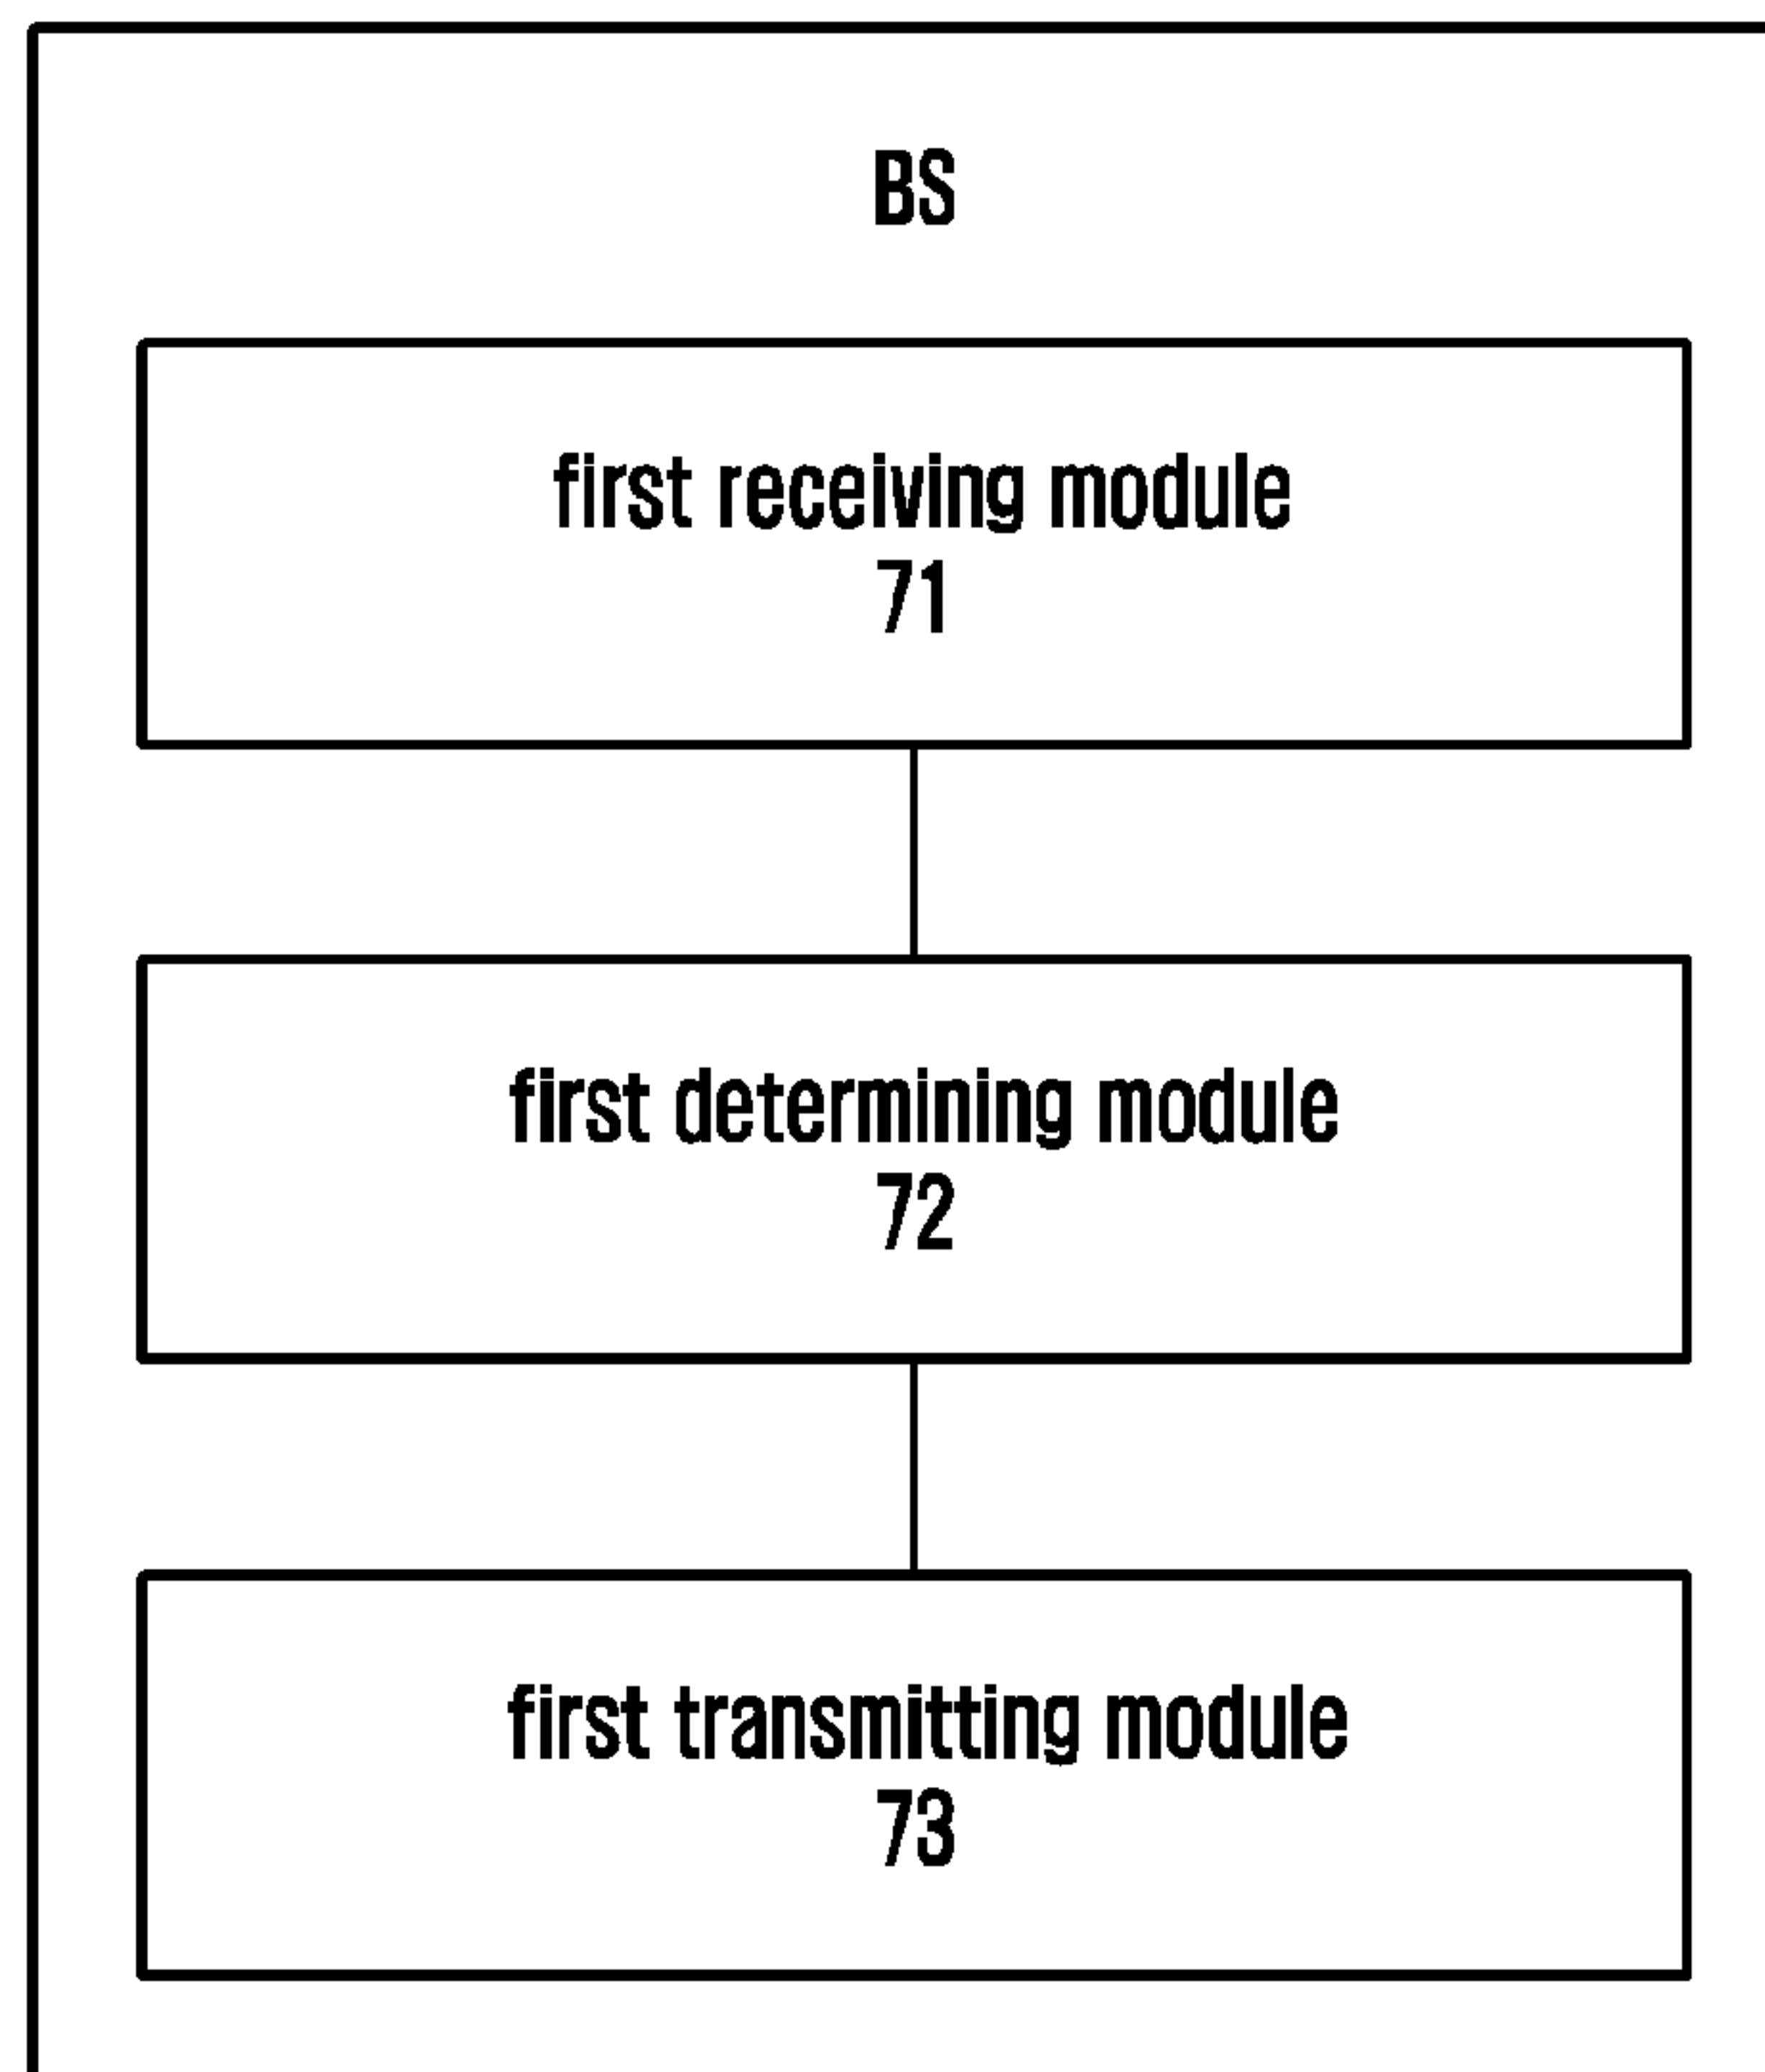 BS
first receiving module
71
first determining module
72
first transmitting module
73